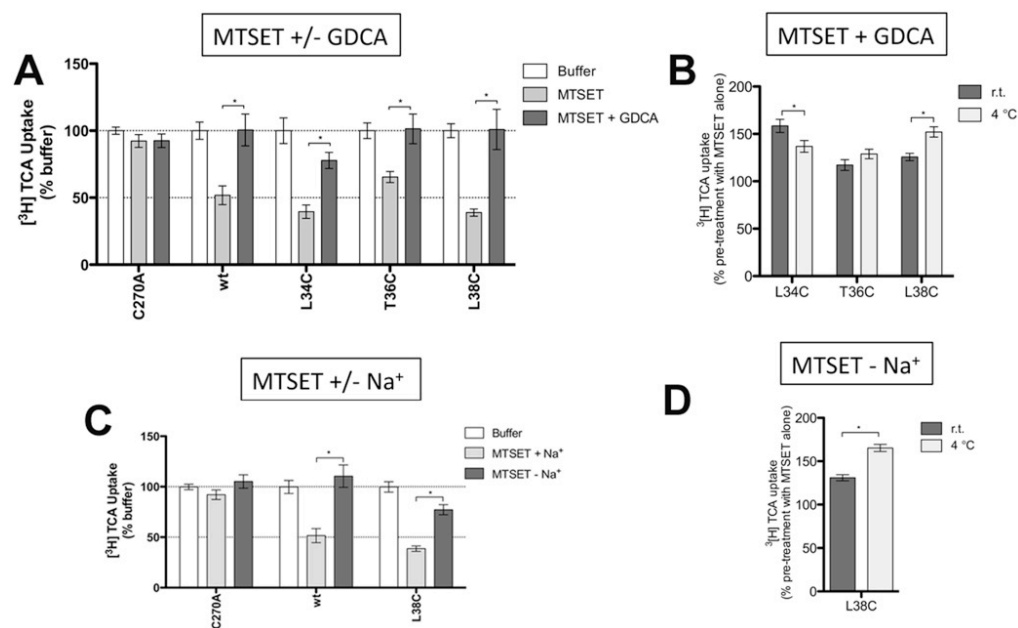 MTSET +/- GDCA
A
[³H] TCA Uptake
(% buffer)
150
100
50
0
C270A
wt
L34C
T36C
L38C
Buffer
MTSET
MTSET + GDCA
*
*
*
*
MTSET + GDCA
B
³[H] TCA uptake
(% pre-treatment with MTSET alone)
200
150
100
50
0
L34C
T36C
L38C
r.t.
4 °C
*
*
MTSET +/- Na⁺
C
[³H] TCA Uptake
(% buffer)
150
100
50
0
C270A
wt
L38C
Buffer
MTSET + Na⁺
MTSET - Na⁺
*
*
MTSET - Na⁺
D
³[H] TCA uptake
(% pre-treatment with MTSET alone)
200
150
100
50
0
L38C
r.t.
4 °C
*